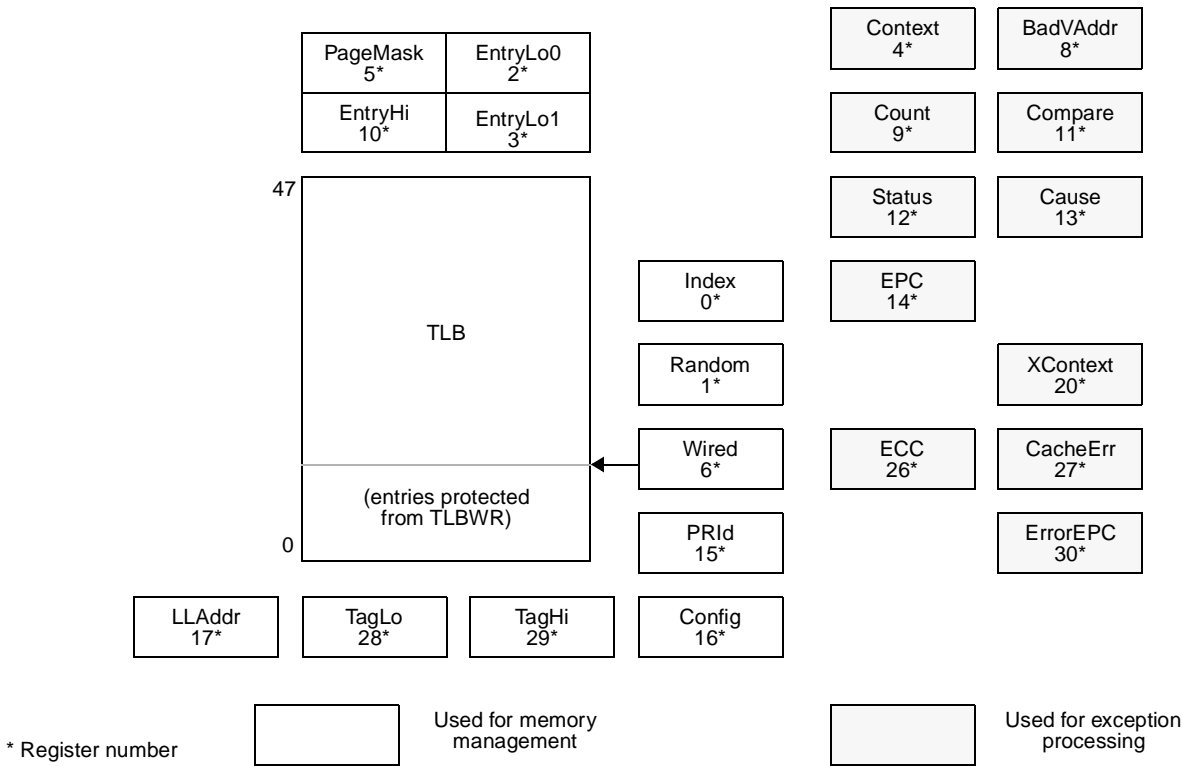 Context
4*
BadVAddr
8*
PageMask
5*
EntryLo0
2*
EntryHi
10*
EntryLo1
3*
Count
9*
Compare
11*
47
Status
12*
Cause
13*
Index
0*
EPC
14*
TLB
Random
1*
XContext
20*
Wired
6*
ECC
26*
CacheErr
27*
(entries protected
from TLBWR)
0
PRId
15*
ErrorEPC
30*
LLAddr
17*
TagLo
28*
TagHi
29*
Config
16*
* Register number
Used for memory
management
Used for exception
processing